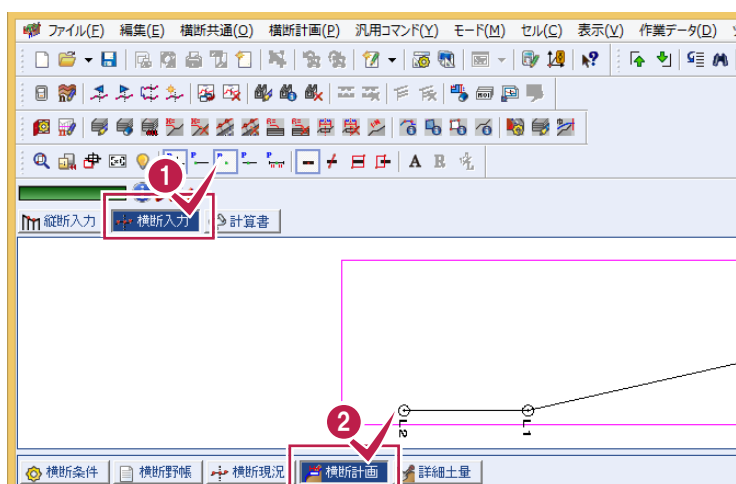 ファイル(F) 編集(E) 横断共通(O) 横断計画(P) 汎用コマンド(Y) モード(M) セル(C) 表示(V) 作業データ(D)
1
縦断入力 横断入力 計算書
L2 L1
2
横断条件 横断野帳 横断現況 横断計画 詳細土量